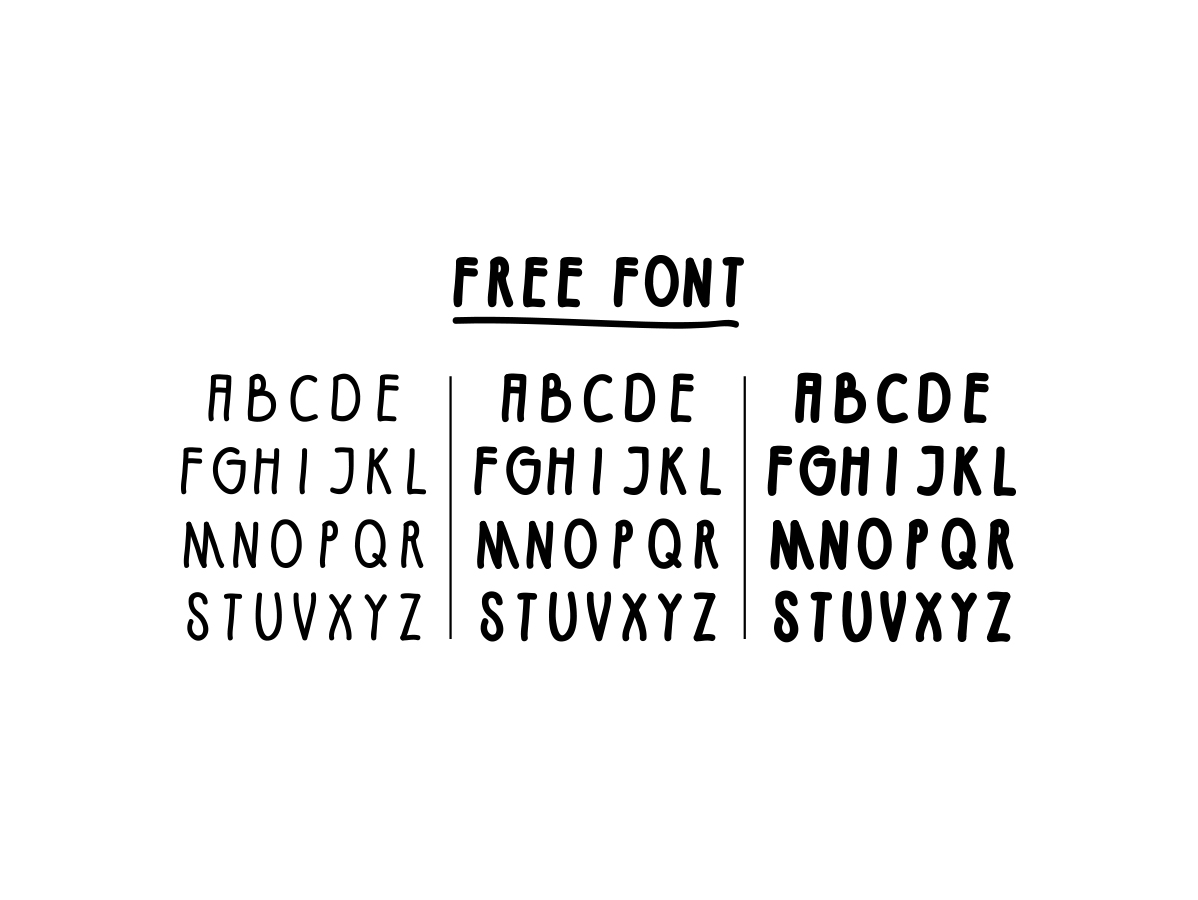 FREE FONT
ABCDE
FGHIJKL
MNOPQR
STUVXYZ
ABCDE
FGHIJKL
MNOPQR
STUVXYZ
ABCDE
FGHIJKL
MNOPQR
STUVXYZ